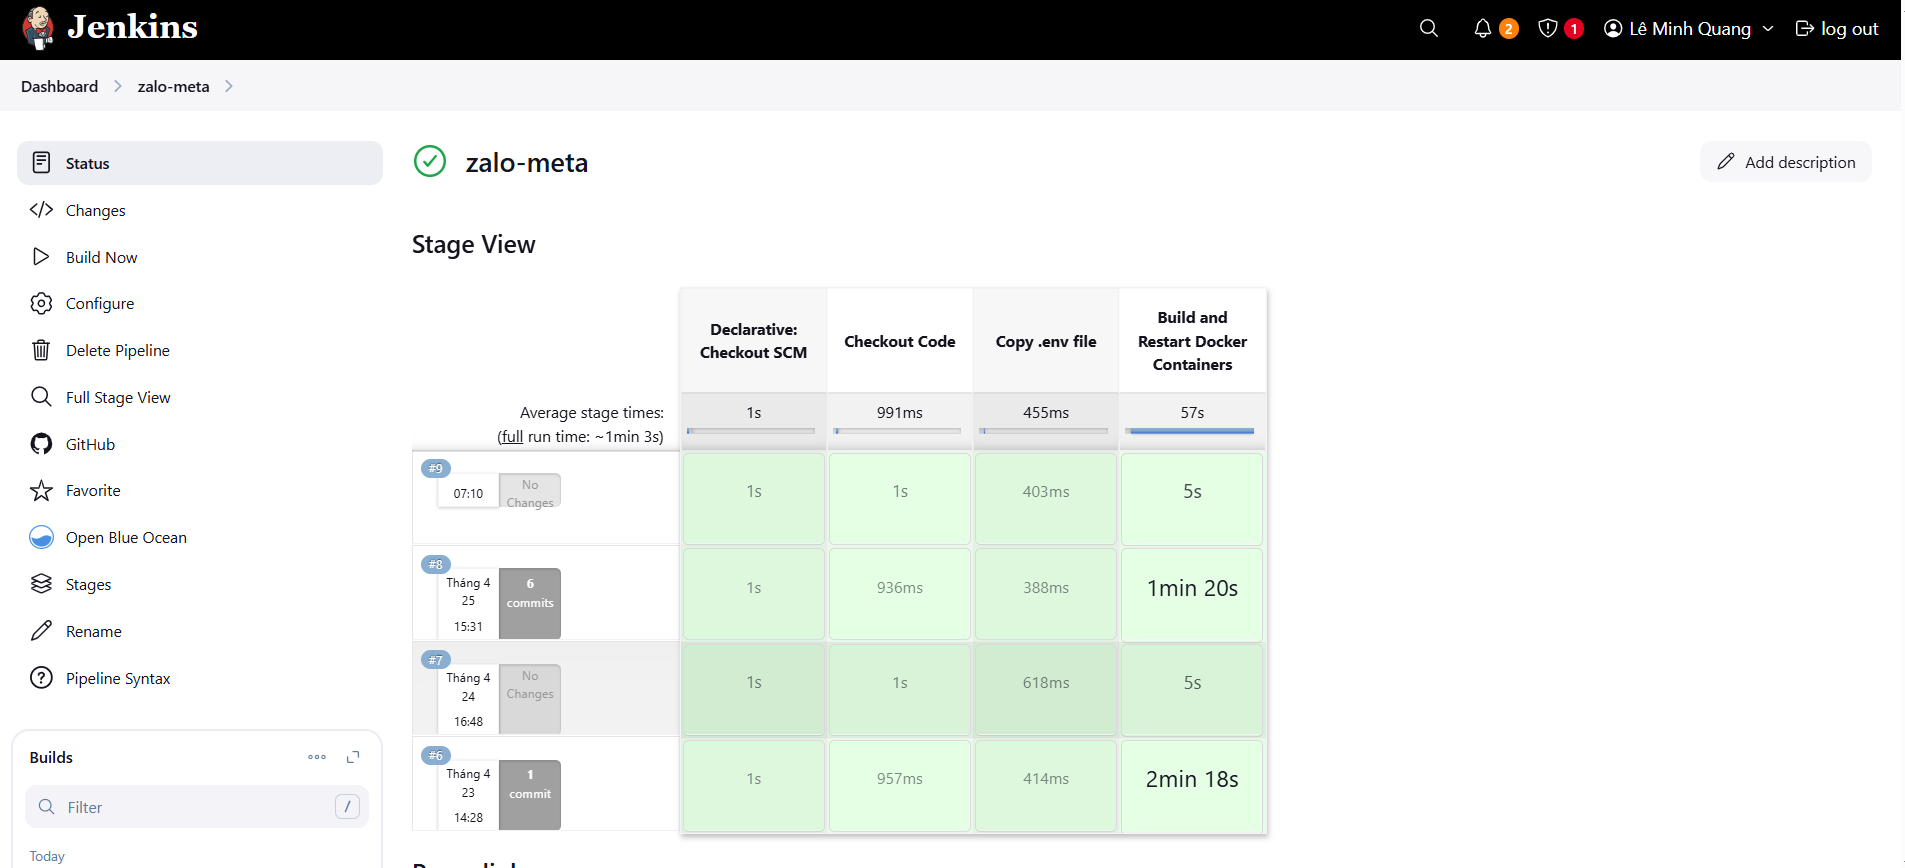 Jenkins
2
1
Lê Minh Quang
log out
Dashboard
zalo-meta
Status
Changes
Build Now
Configure
Delete Pipeline
Full Stage View
GitHub
Favorite
Open Blue Ocean
Stages
Rename
Pipeline Syntax
Builds
Filter
/
Today
zalo-meta
Add description
Stage View
Declarative:
Checkout SCM
Checkout Code
Copy .env file
Build and
Restart Docker
Containers
Average stage times:
(full run time: ~1min 3s)
1s
991ms
455ms
57s
#9
07:10
No
Changes
1s
1s
403ms
5s
#8
Tháng 4
25
15:31
6
commits
1s
936ms
388ms
1min 20s
#7
Tháng 4
24
16:48
No
Changes
1s
1s
618ms
5s
#6
Tháng 4
23
14:28
1
commit
1s
957ms
414ms
2min 18s